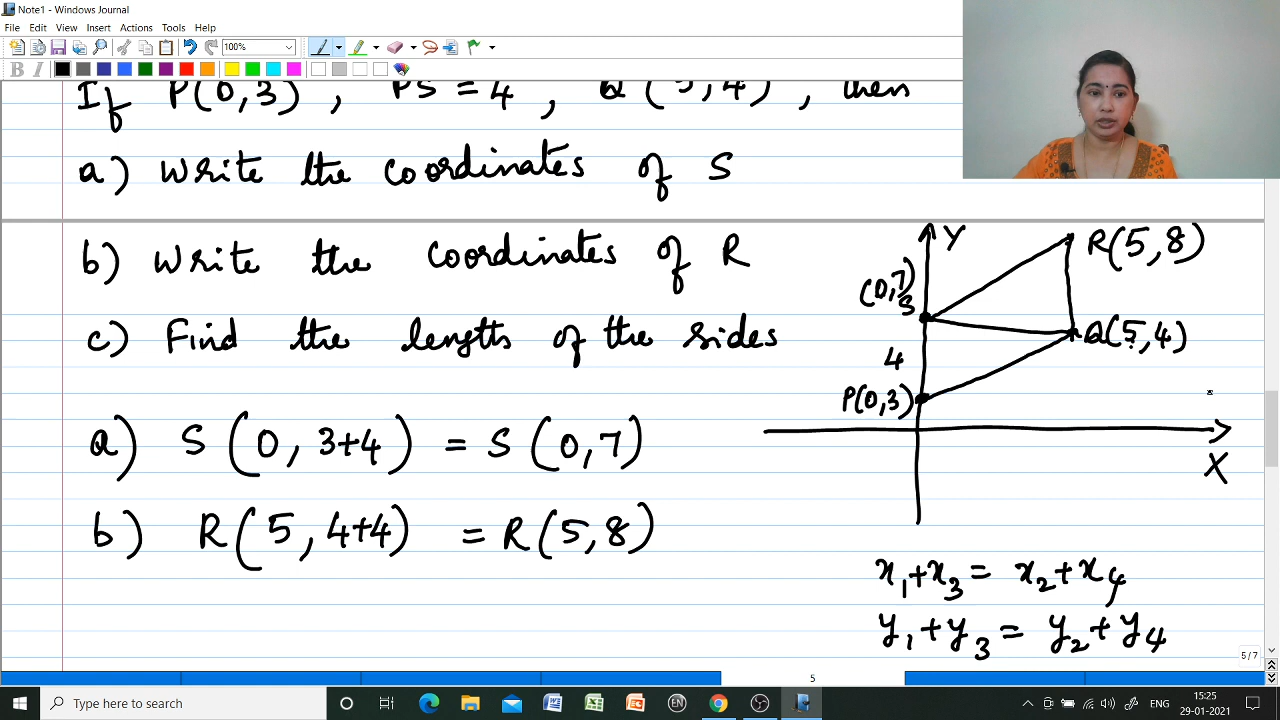 Note1 - Windows Journal
File Edit View Insert Actions Tools Help
100%
B I
If P(0,3), PS = 4, Q(5,4), then
a) Write the coordinates of S
b) Write the coordinates of R
c) Find the lengths of the sides
a) S (0, 3+4) = S (0,7)
b) R(5, 4+4) = R(5,8)
Y
R(5,8)
(0,7)
S
Q(5,4)
4
P(0,3)
X
x1+x3 = x2+x4
y1+y3 = y2+y4
5/7
5
Type here to search
EN
ENG
15:25
29-01-2021